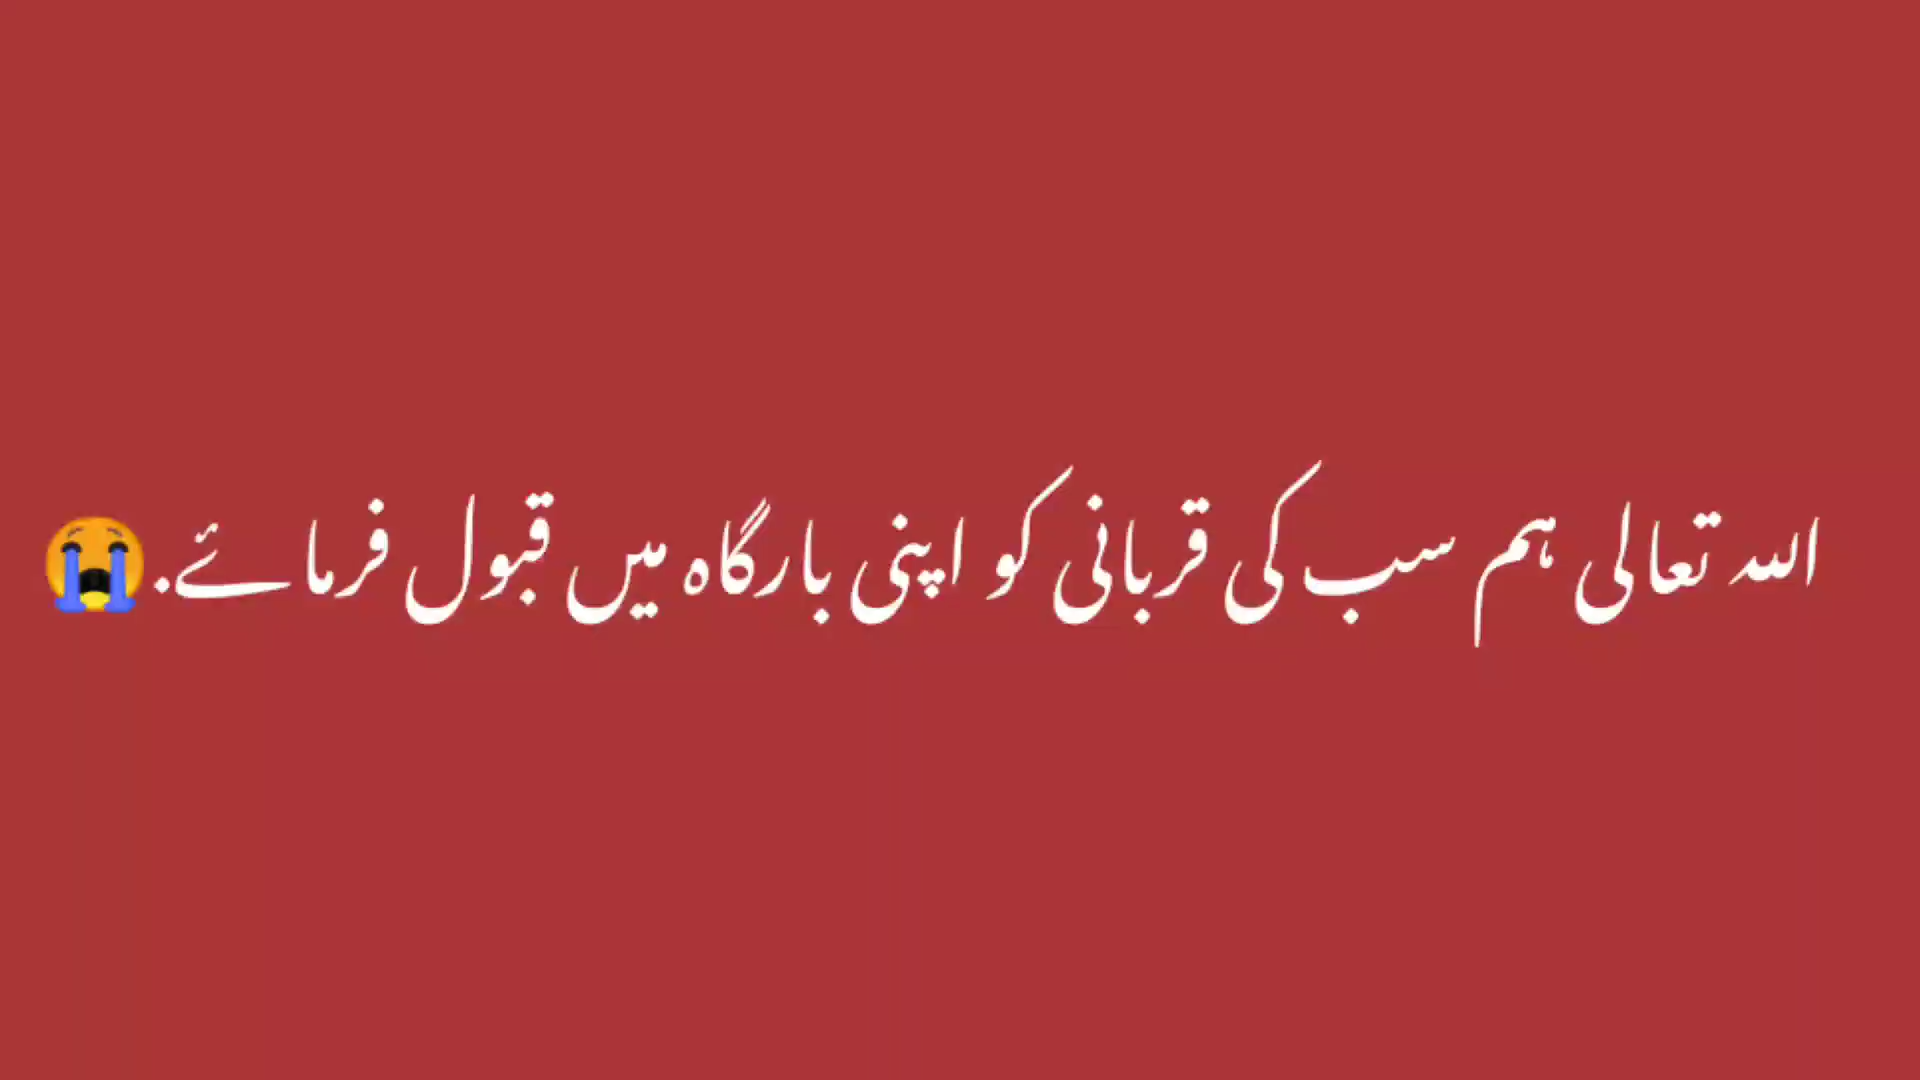 اللہ تعالی ہم سب کی قربانی کو اپنی بارگاہ میں قبول فرمائے.😭